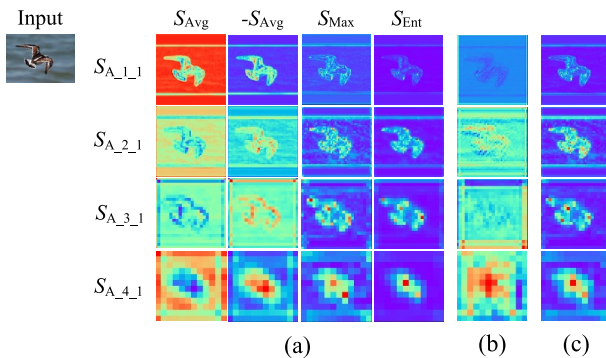 Input S_Avg -S_Avg S_Max S_Ent
S_A_1_1
S_A_2_1
S_A_3_1
S_A_4_1
(a) (b) (c)